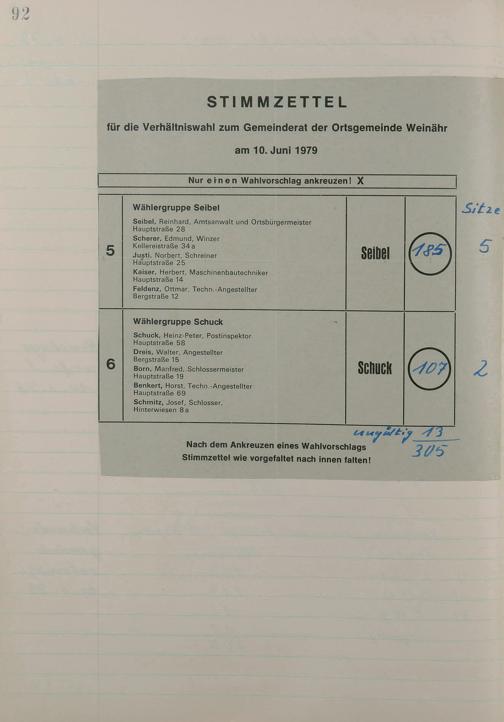 92
STIMMZETTEL
für die Verhältniswahl zum Gemeinderat der Ortsgemeinde Weinähr
am 10. Juni 1979
Nur einen Wahlvorschlag ankreuzen! X
Sitze
5
Wählergruppe Seibel
Seibel, Reinhard, Amtsanwalt und Ortsbürgermeister
Hauptstraße 28
Scherer, Edmund, Winzer
Kellereistraße 34 a
Justi, Norbert, Schreiner
Hauptstraße 25
Kaiser, Herbert, Maschinenbautechniker
Hauptstraße 14
Feldenz, Ottmar, Techn.-Angestellter
Bergstraße 12
Seibel
185
5
6
Wählergruppe Schuck
Schuck, Heinz-Peter, Postinspektor
Hauptstraße 58
Dreis, Walter, Angestellter
Bergstraße 15
Born, Manfred, Schlossermeister
Hauptstraße 19
Benkert, Horst, Techn.-Angestellter
Hauptstraße 69
Schmitz, Josef, Schlosser,
Hinterwiesen 8 a
Schuck
107
2
ungültig 13
305
Nach dem Ankreuzen eines Wahlvorschlags
Stimmzettel wie vorgefaltet nach innen falten!